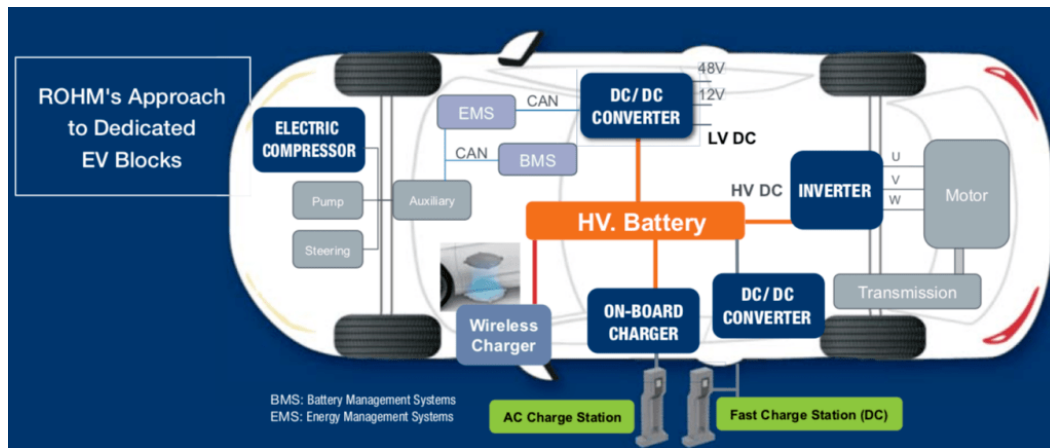 ROHM's Approach
to Dedicated
EV Blocks
ELECTRIC
COMPRESSOR
Pump
Steering
Auxiliary
EMS
CAN
CAN
BMS
DC/DC
CONVERTER
48V
12V
LV DC
HV DC
INVERTER
U
V
W
Motor
Transmission
HV. Battery
Wireless
Charger
ON-BOARD
CHARGER
DC/DC
CONVERTER
BMS: Battery Management Systems
EMS: Energy Management Systems
AC Charge Station
Fast Charge Station (DC)